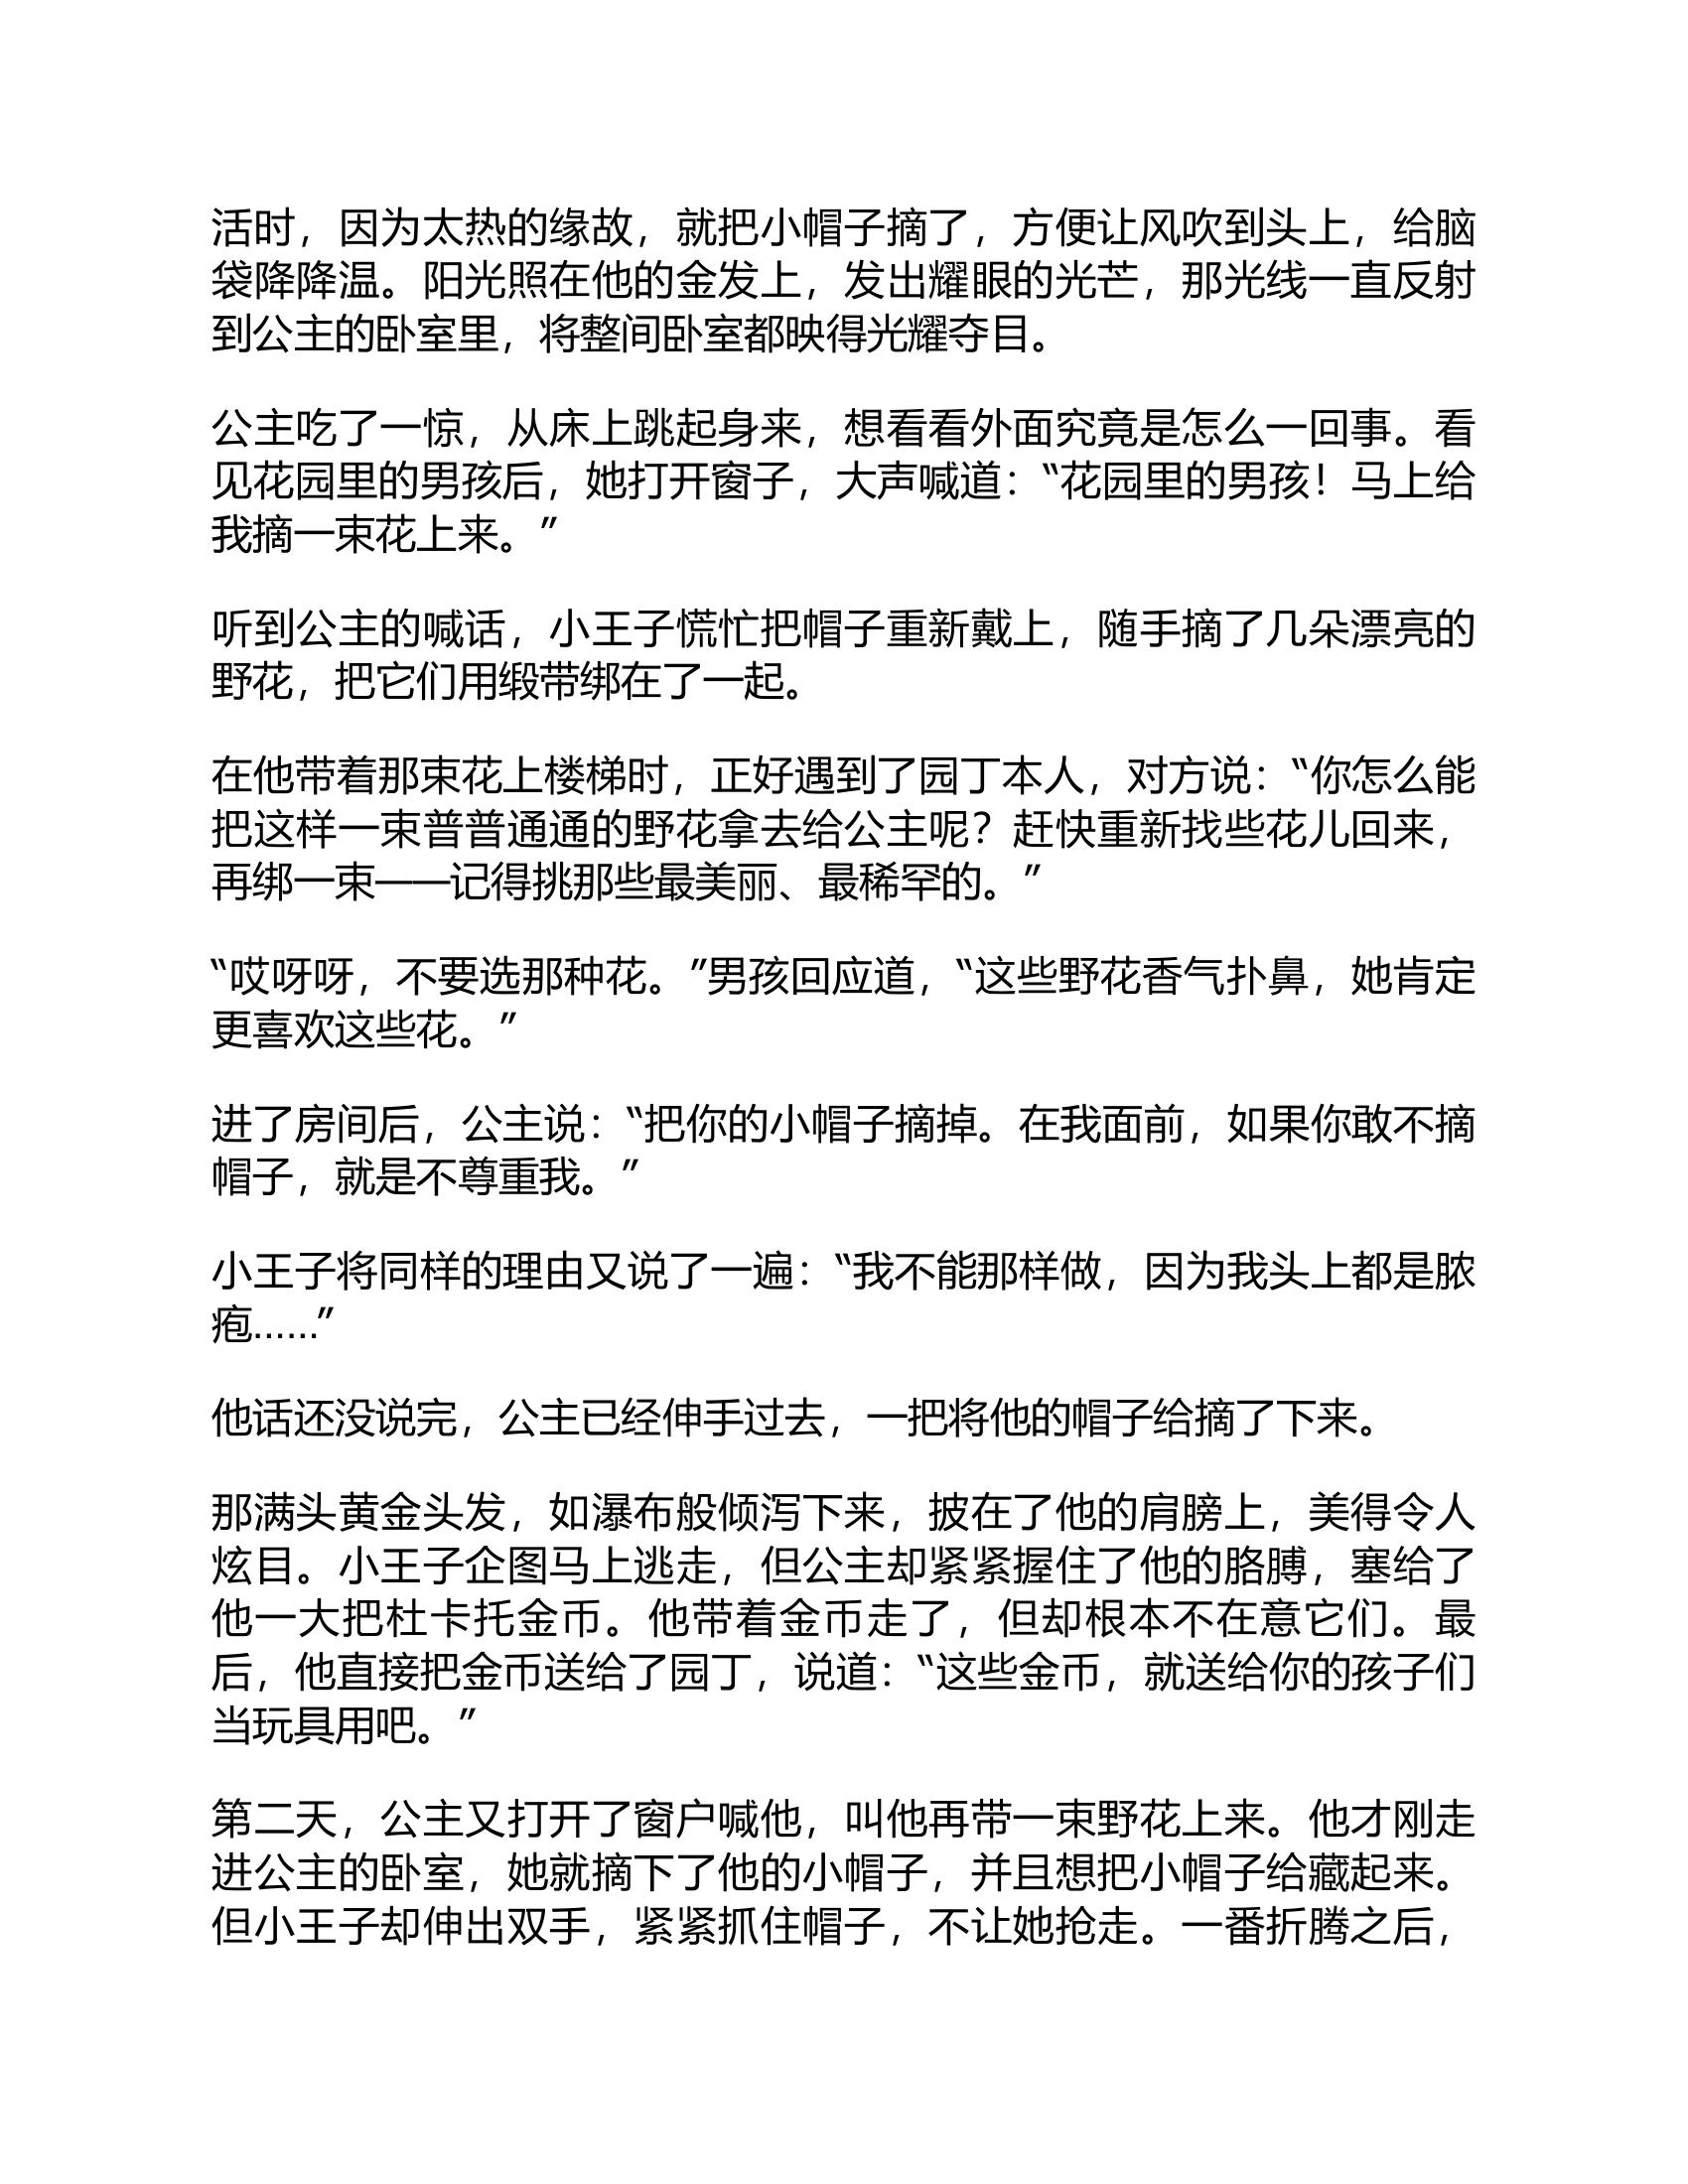 活时，因为太热的缘故，就把小帽子摘了，方便让风吹到头上，给脑
袋降降温。阳光照在他的金发上，发出耀眼的光芒，那光线一直反射
到公主的卧室里，将整间卧室都映得光耀夺目。
公主吃了一惊，从床上跳起身来，想看看外面究竟是怎么一回事。看
见花园里的男孩后，她打开窗子，大声喊道：“花园里的男孩！马上给
我摘一束花上来。”
听到公主的喊话，小王子慌忙把帽子重新戴上，随手摘了几朵漂亮的
野花，把它们用缎带绑在了一起。
在他带着那束花上楼梯时，正好遇到了园丁本人，对方说：“你怎么能
把这样一束普普通通的野花拿去给公主呢？赶快重新找些花儿回来，
再绑一束——记得挑那些最美丽、最稀罕的。”
“哎呀呀，不要选那种花。”男孩回应道，“这些野花香气扑鼻，她肯定
更喜欢这些花。”
进了房间后，公主说：“把你的小帽子摘掉。在我面前，如果你敢不摘
帽子，就是不尊重我。”
小王子将同样的理由又说了一遍：“我不能那样做，因为我头上都是脓
疱……”
他话还没说完，公主已经伸手过去，一把将他的帽子给摘了下来。
那满头黄金头发，如瀑布般倾泻下来，披在了他的肩膀上，美得令人
炫目。小王子企图马上逃走，但公主却紧紧握住了他的胳膊，塞给了
他一大把杜卡托金币。他带着金币走了，但却根本不在意它们。最
后，他直接把金币送给了园丁，说道：“这些金币，就送给你的孩子们
当玩具用吧。”
第二天，公主又打开了窗户喊他，叫他再带一束野花上来。他才刚走
进公主的卧室，她就摘下了他的小帽子，并且想把小帽子给藏起来。
但小王子却伸出双手，紧紧抓住帽子，不让她抢走。一番折腾之后，